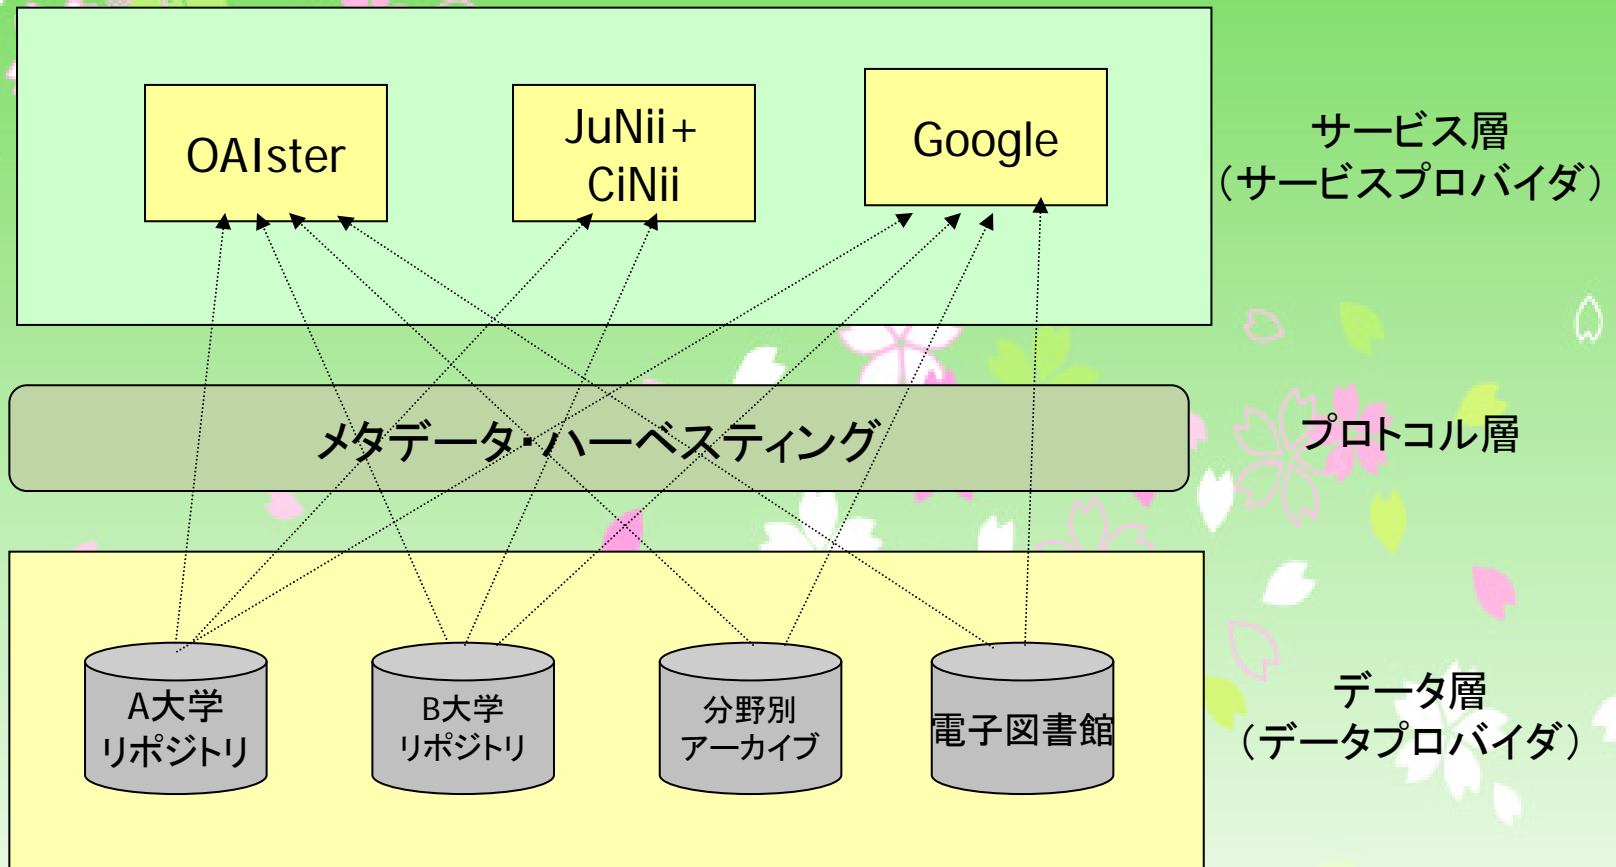 OAIster
JuNii+
CiNii
Google
サービス層
（サービスプロバイダ）
メタデータ・ハーベスティング
プロトコル層
A大学
リポジトリ
B大学
リポジトリ
分野別
アーカイブ
電子図書館
データ層
（データプロバイダ）